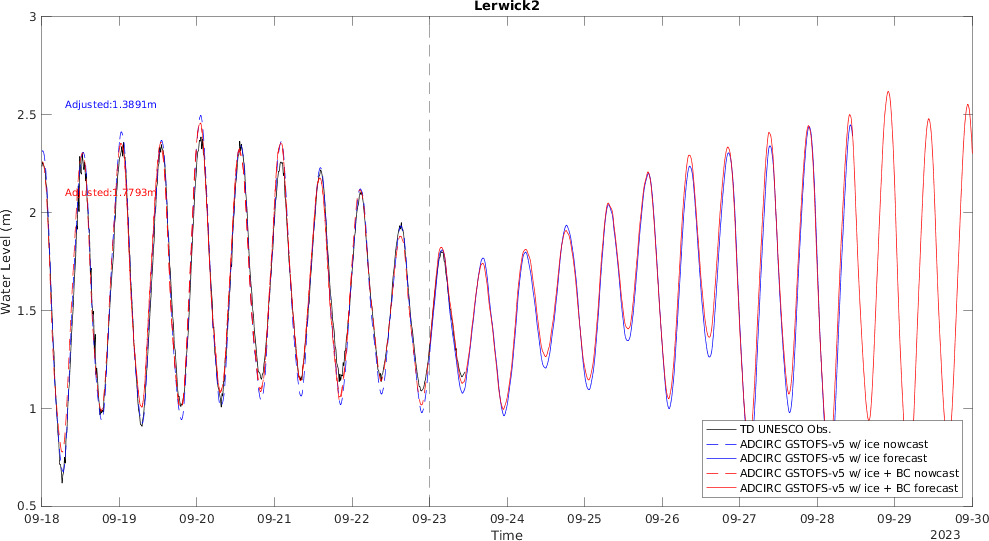 Lerwick2
3
2.5
2
1.5
1
0.5
Water Level (m)
Adjusted:1.3891m
Adjusted:1.7793m
TD UNESCO Obs.
ADCIRC GSTOFS-v5 w/ ice nowcast
ADCIRC GSTOFS-v5 w/ ice forecast
ADCIRC GSTOFS-v5 w/ ice + BC nowcast
ADCIRC GSTOFS-v5 w/ ice + BC forecast
09-18 09-19 09-20 09-21 09-22 09-23 09-24 09-25 09-26 09-27 09-28 09-29 09-30
Time
2023